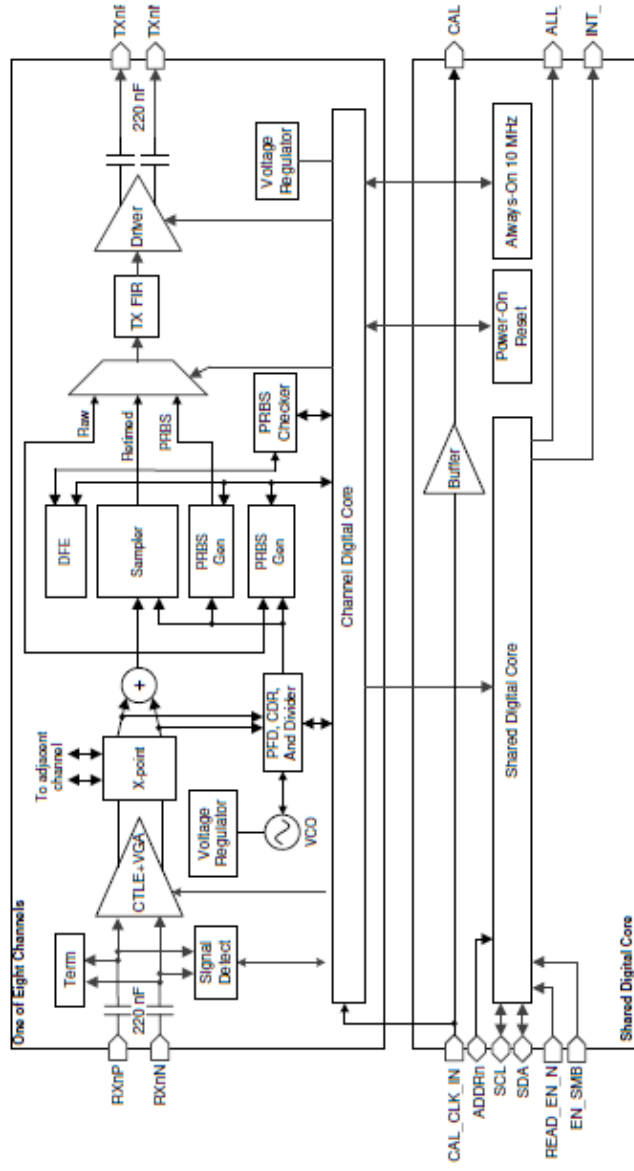 One of Eight Channels
RXnP
RXnN
220 nF
Term
Signal
Detect
CTLE+VGA
Voltage
Regulator
VCO
To adjacent
channel
X-point
+
PFD, CDR,
And Divider
DFE
Sampler
PRBS
Gen
PRBS
Gen
Raw
Retimed
PRBS
PRBS
Checker
TX FIR
Driver
Voltage
Regulator
220 nF
TXnP
TXnN
Channel Digital Core
CAL_CLK_IN
ADDRn
SCL
SDA
READ_EN_N
EN_SMB
Shared Digital Core
Buffer
Power-On
Reset
Always-On 10 MHz
CAL
ALL_
INT_
Shared Digital Core